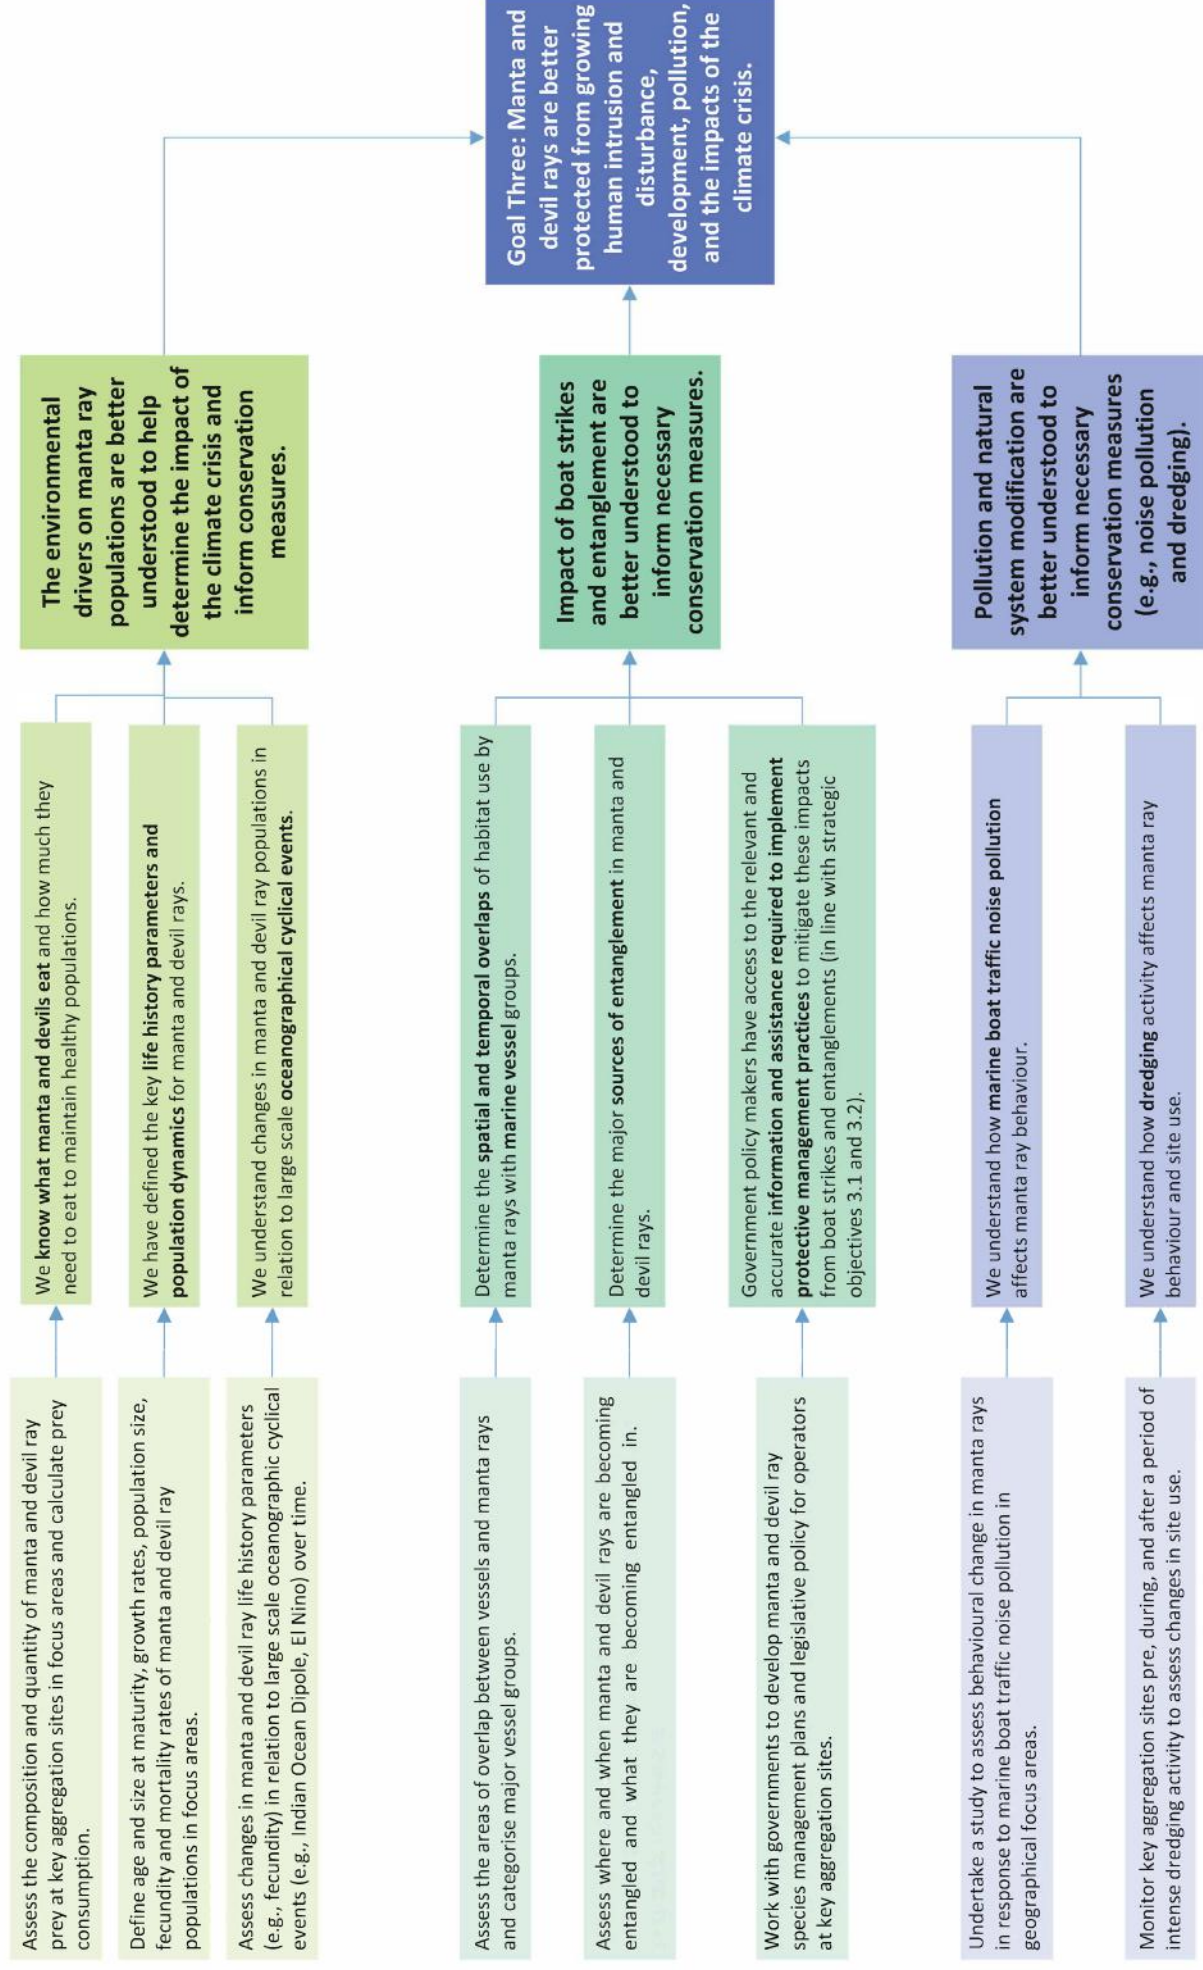 Assess the composition and quantity of manta and devil ray
prey at key aggregation sites in focus areas and calculate prey
consumption.
Define age and size at maturity, growth rates, population size,
fecundity and mortality rates of manta and devil ray
populations in focus areas.
Assess changes in manta and devil ray life history parameters
(e.g., fecundity) in relation to large scale oceanographic cyclical
events (e.g., Indian Ocean Dipole, El Nino) over time.
We know what manta and devils eat and how much they
need to eat to maintain healthy populations.
We have defined the key life history parameters and
population dynamics for manta and devil rays.
We understand changes in manta and devil ray populations in
relation to large scale oceanographical cyclical events.
The environmental
drivers on manta ray
populations are better
understood to help
determine the impact of
the climate crisis and
inform conservation
measures.
Assess the areas of overlap between vessels and manta rays
and categorise major vessel groups.
Assess where and when manta and devil rays are becoming
entangled and what they are becoming entangled in.
Work with governments to develop manta and devil ray
species management plans and legislative policy for operators
at key aggregation sites.
Determine the spatial and temporal overlaps of habitat use by
manta rays with marine vessel groups.
Determine the major sources of entanglement in manta and
devil rays.
Government policy makers have access to the relevant and
accurate information and assistance required to implement
protective management practices to mitigate these impacts
from boat strikes and entanglements (in line with strategic
objectives 3.1 and 3.2).
Impact of boat strikes
and entanglement are
better understood to
inform necessary
conservation measures.
Undertake a study to assess behavioural change in manta rays
in response to marine boat traffic noise pollution in
geographical focus areas.
Monitor key aggregation sites pre, during, and after a period of
intense dredging activity to assess changes in site use.
We understand how marine boat traffic noise pollution
affects manta ray behaviour.
We understand how dredging activity affects manta ray
behaviour and site use.
Pollution and natural
system modification are
better understood to
inform necessary
conservation measures
(e.g., noise pollution
and dredging).
Goal Three: Manta and
devil rays are better
protected from growing
human intrusion and
disturbance,
development, pollution,
and the impacts of the
climate crisis.